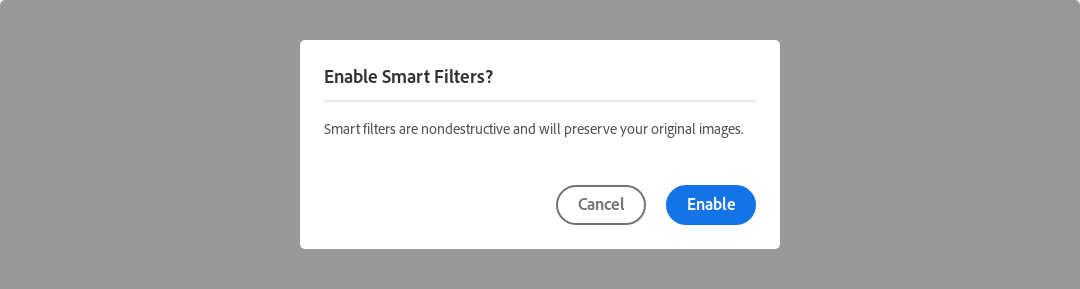 Enable Smart Filters?
Smart filters are nondestructive and will preserve your original images.
Cancel
Enable